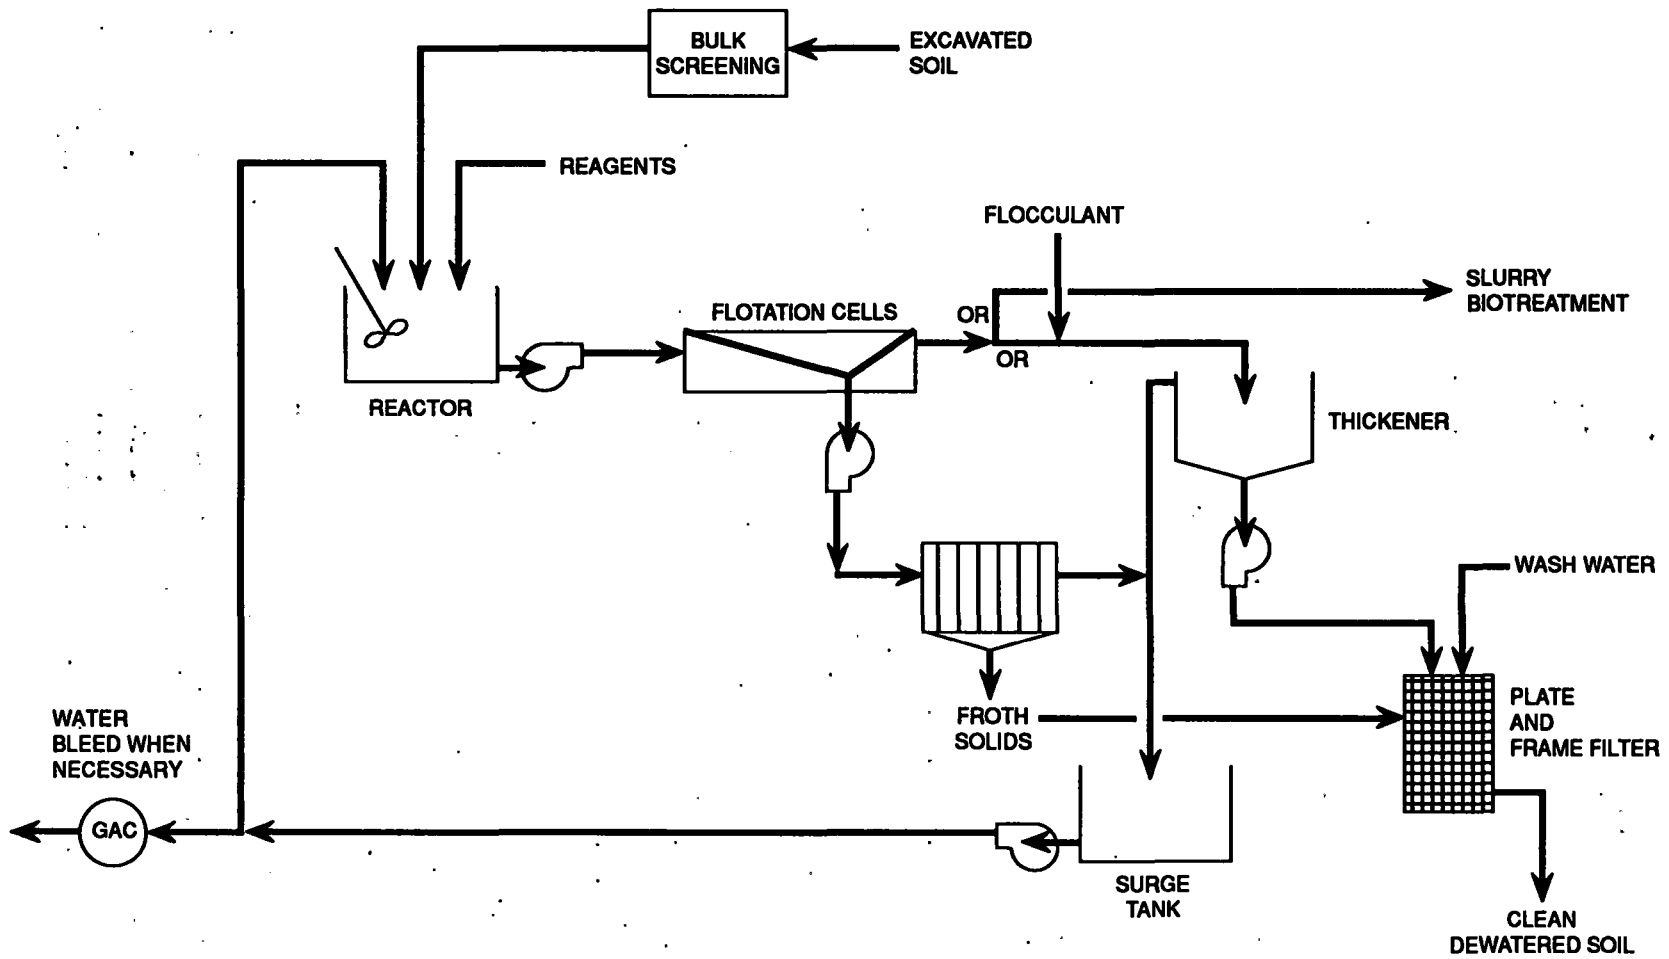 BULK
SCREENING
EXCAVATED
SOIL
REAGENTS
FLOCCULANT
SLURRY
BIOTREATMENT
FLOTATION CELLS
OR
OR
REACTOR
THICKENER
WASH WATER
FROTH
SOLIDS
PLATE
AND
FRAME FILTER
WATER
BLEED WHEN
NECESSARY
GAC
SURGE
TANK
CLEAN
DEWATERED SOIL